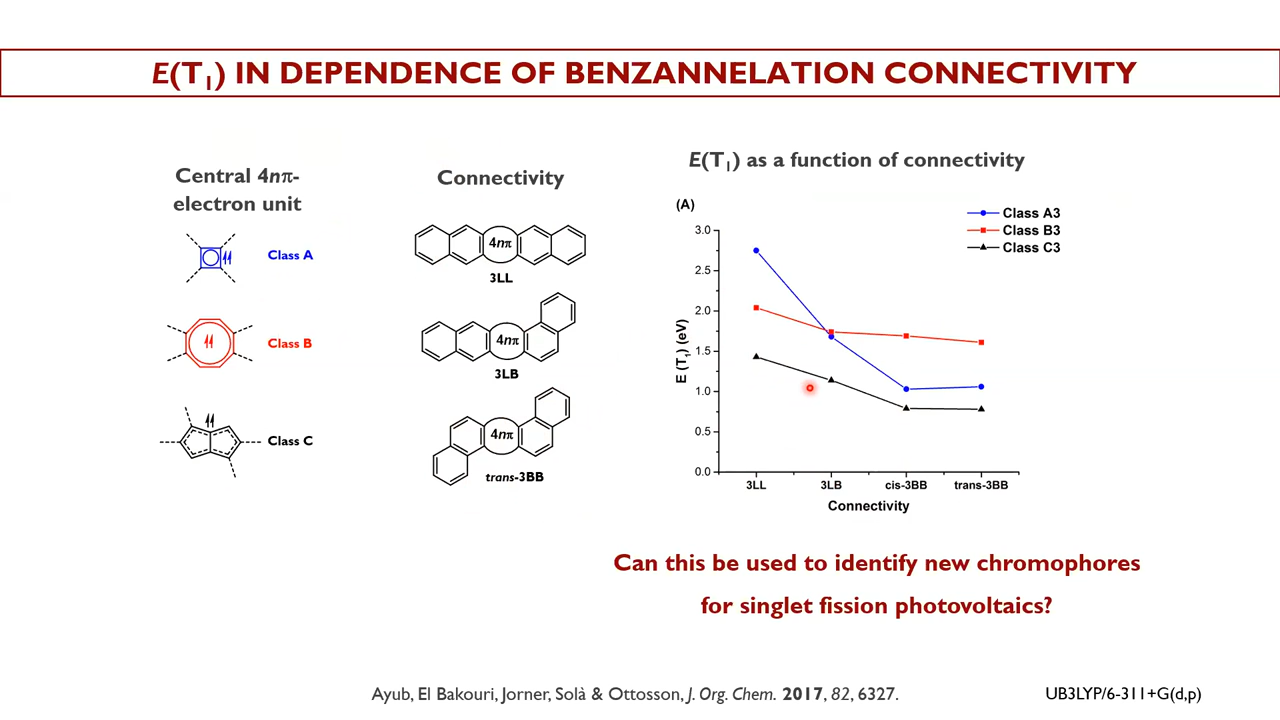 E(T₁) IN DEPENDENCE OF BENZANNELATION CONNECTIVITY
Central 4nπ-
electron unit
Class A
Class B
Class C
Connectivity
4nπ
3LL
4nπ
3LB
4nπ
trans-3BB
E(T₁) as a function of connectivity
(A)
Class A3
Class B3
Class C3
E (T₁) (eV)
3.0
2.5
2.0
1.5
1.0
0.5
0.0
3LL
3LB
cis-3BB
trans-3BB
Connectivity
Can this be used to identify new chromophores
for singlet fission photovoltaics?
Ayub, El Bakouri, Jorner, Solà & Ottosson, J. Org. Chem. 2017, 82, 6327.
UB3LYP/6-311+G(d,p)